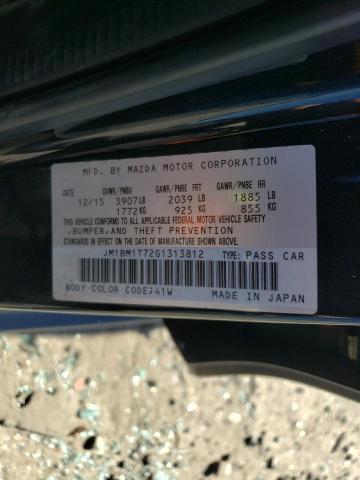 MFD. BY MAZDA MOTOR CORPORATION
DATE GVWR/PNBV GAWR/PNBE FRT GAWR/PNBE RR
12/15 3907LB 2039 LB 1885 LB
1772KG 925 KG 855 KG
THIS VEHICLE CONFORMS TO ALL APPLICABLE FEDERAL MOTOR VEHICLE SAFETY
,BUMPER,AND THEFT PREVENTION
STANDARDS IN EFFECT ON THE DATE OF MANUFACTURE SHOWN ABOVE.
JM1BM1T72G1313812 TYPE: PASS CAR
BODY COLOR CODE;41W MADE IN JAPAN